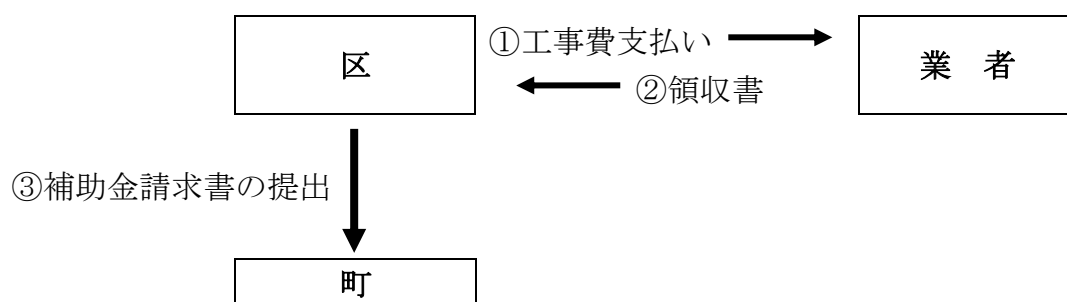 ①工事費支払い
区
業 者
②領収書
③補助金請求書の提出
町